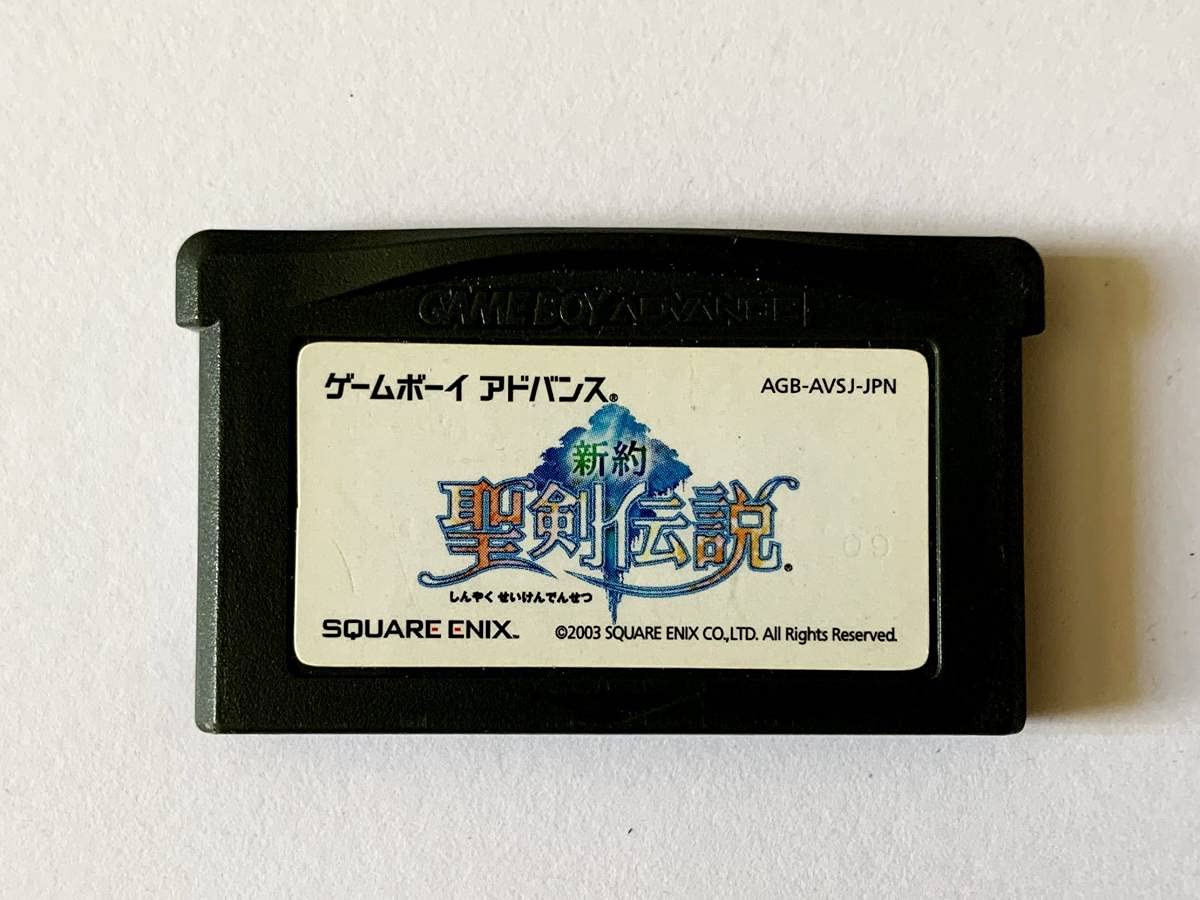 GAME BOY ADVANCE
ゲームボーイ アドバンス®
AGB-AVSJ-JPN
新約
聖剣伝説®
しんやく せいけんでんせつ
SQUARE ENIX™
©2003 SQUARE ENIX CO.,LTD. All Rights Reserved.